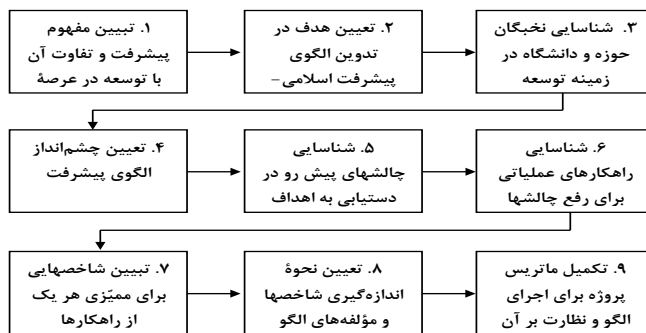 ۱. تبیین مفهوم
پیشرفت و تفاوت آن
با توسعه در عرصهٔ
۲. تعیین هدف در
تدوین الگوی
پیشرفت اسلامی –
۳. شناسایی نخبگان
حوزه و دانشگاه در
زمینه توسعه
۴. تعیین چشم‌انداز
الگوی پیشرفت
۵. شناسایی
چالشهای پیش رو در
دستیابی به اهداف
۶. شناسایی
راهکارهای عملیاتی
برای رفع چالشها
۷. تبیین شاخصهایی
برای ممیّزی هر یک
از راهکارها
۸. تعیین نحوهٔ
اندازه‌گیری شاخصها
و مؤلفه‌های الگو
۹. تکمیل ماتریس
پروژه برای اجرای
الگو و نظارت بر آن